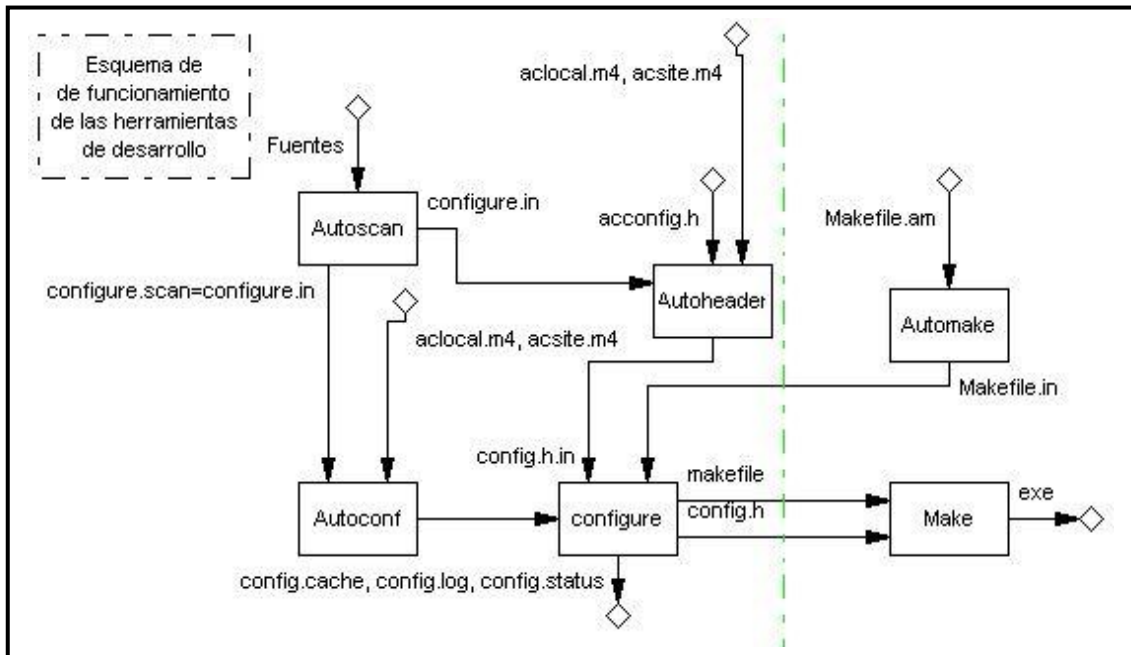 Esquema de
de funcionamiento
de las herramientas
de desarrollo
aclocal.m4, acsite.m4
Fuentes
Autoscan
configure.in
acconfig.h
Makefile.am
configure.scan=configure.in
Autoheader
aclocal.m4, acsite.m4
Automake
Makefile.in
config.h.in
makefile
config.h
exe
Autoconf
configure
Make
config.cache, config.log, config.status